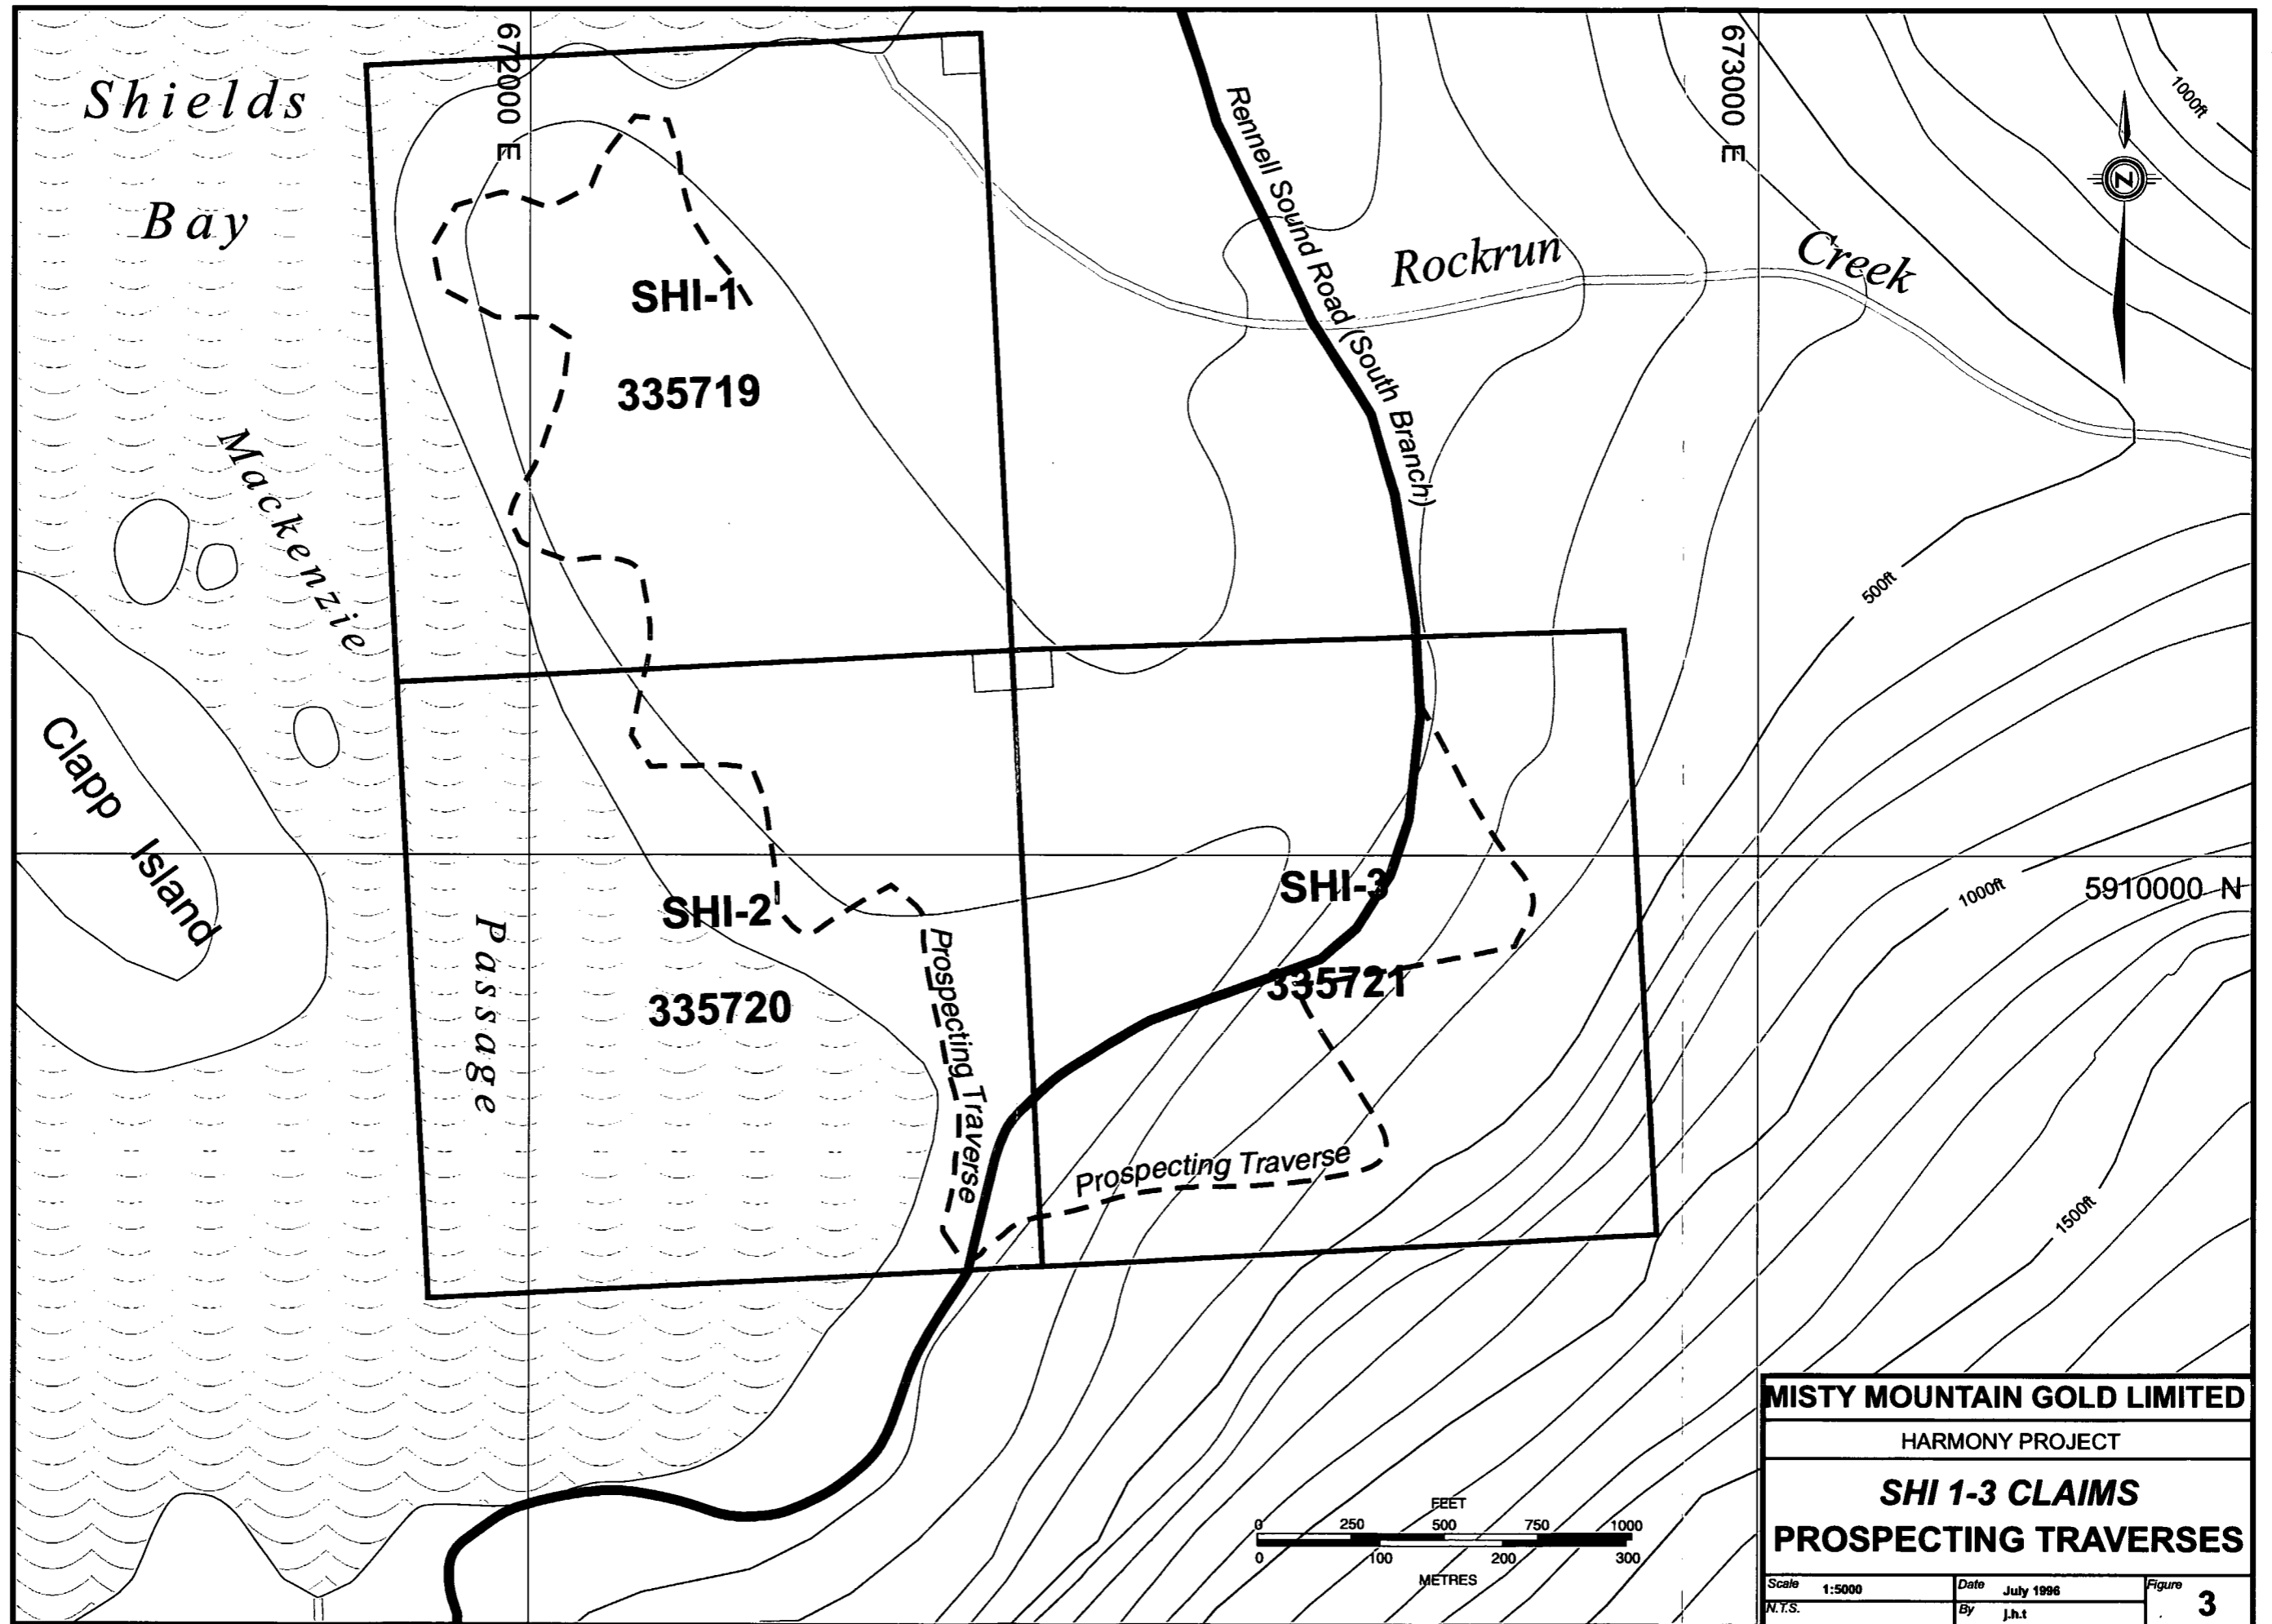 Shields
Bay
672000 E
673000 E
1000ft
N
Rennell Sound Road (South Branch)
Rockrun
Creek
SHI-1
335719
Mackenzie
Passage
Clapp
Island
500ft
SHI-2
335720
SHI-3
335721
1000ft
5910000 N
Prospecting Traverse
Prospecting Traverse
1500ft
FEET
0 250 500 750 1000
0 100 200 300
METRES
MISTY MOUNTAIN GOLD LIMITED
HARMONY PROJECT
SHI 1-3 CLAIMS
PROSPECTING TRAVERSES
Scale 1:5000
Date July 1996
Figure 3
N.T.S.
By j.h.t